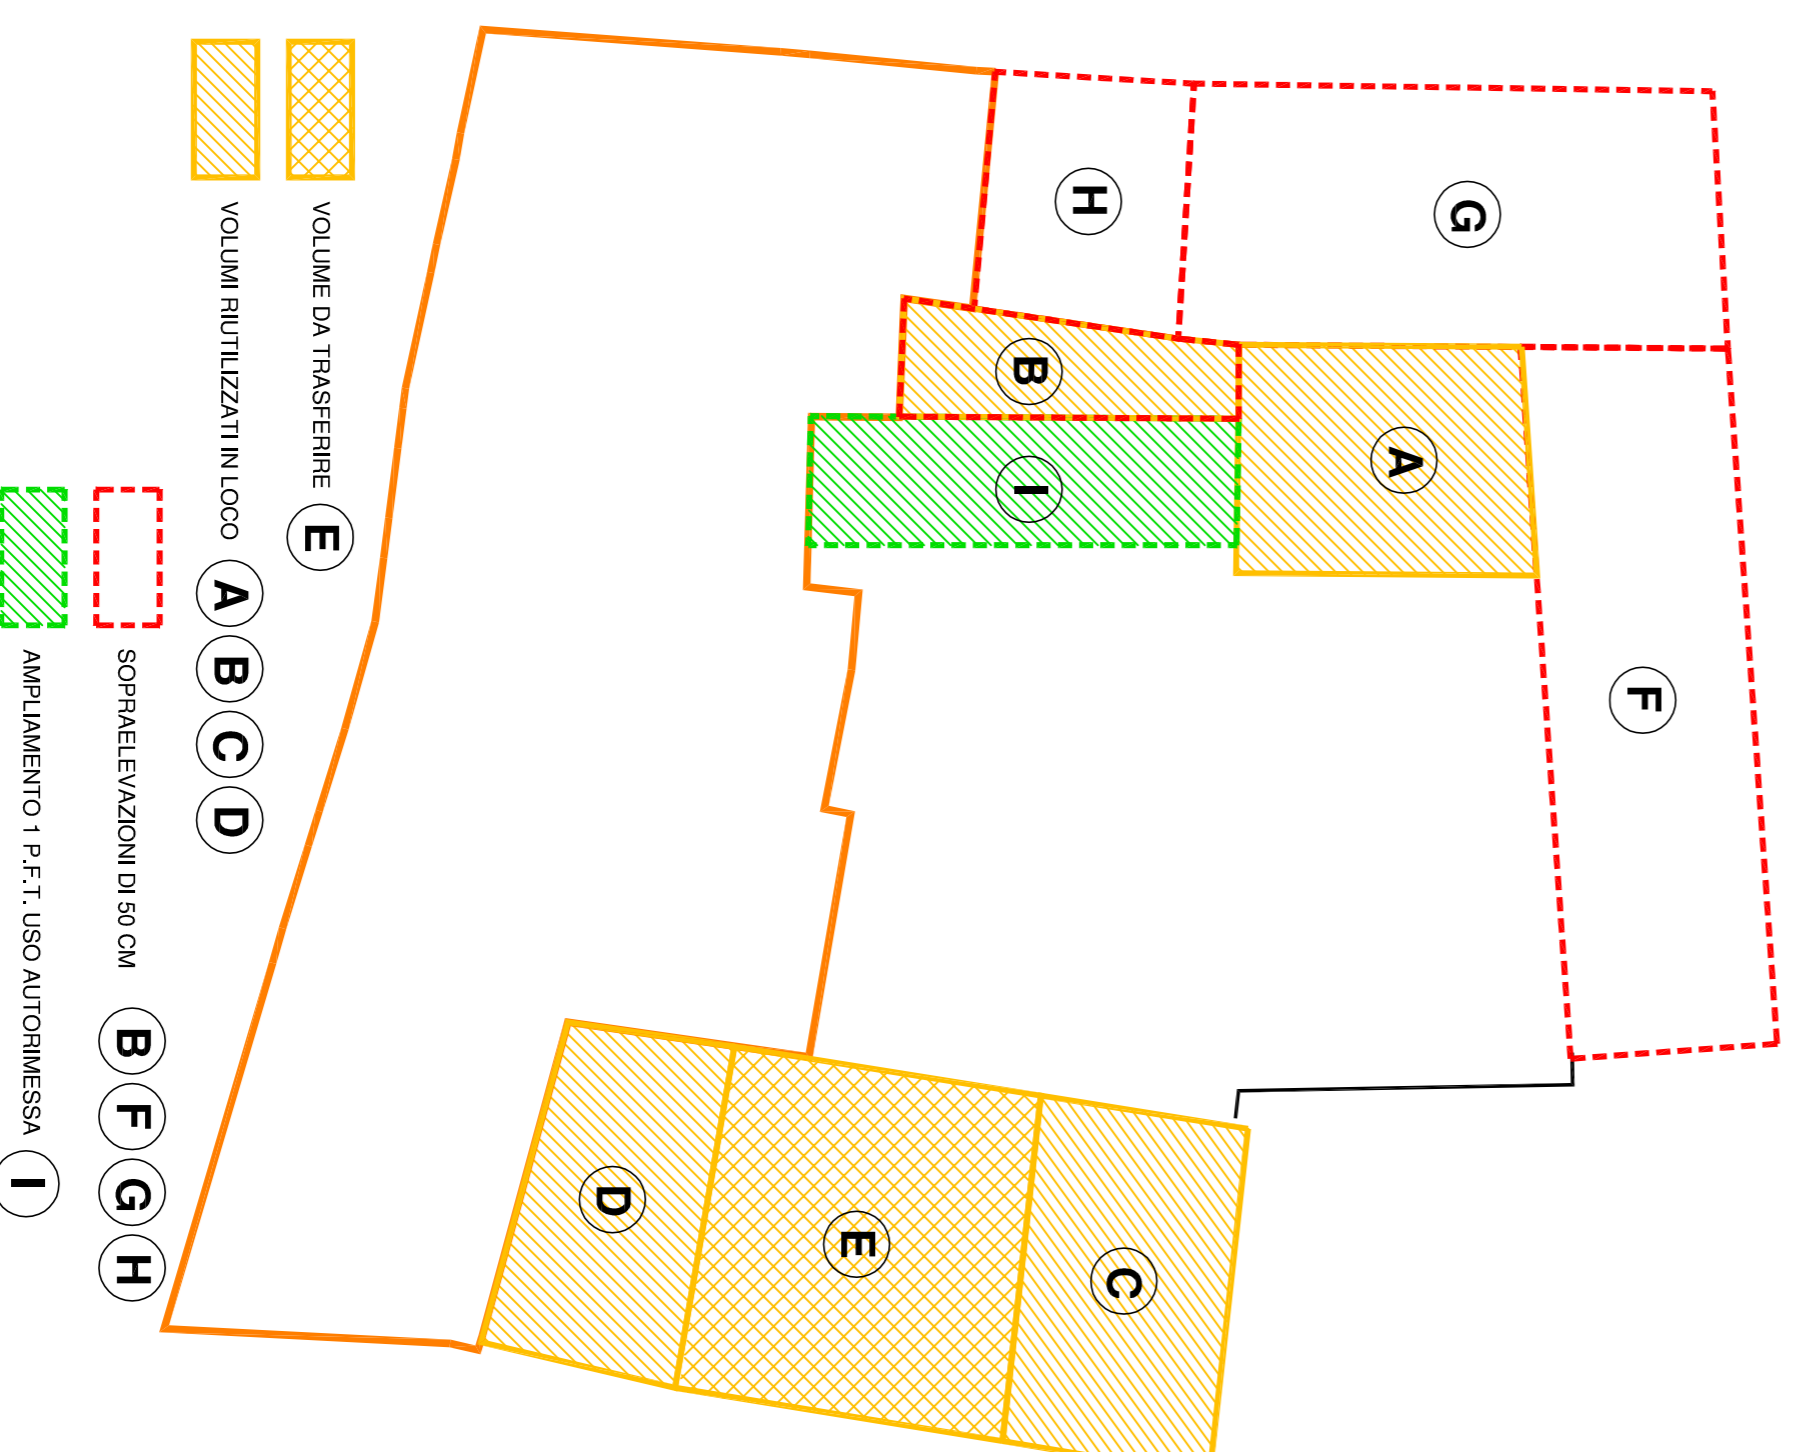 G
H
B
A
I
F
D
E
C
VOLUME DA TRASFERIRE E
VOLUMI RIUTILIZZATI IN LOCO A B C D
SOPRAELEVAZIONI DI 50 CM B F G H
AMPLIAMENTO 1 P.F.T. USO AUTORIMESSA I